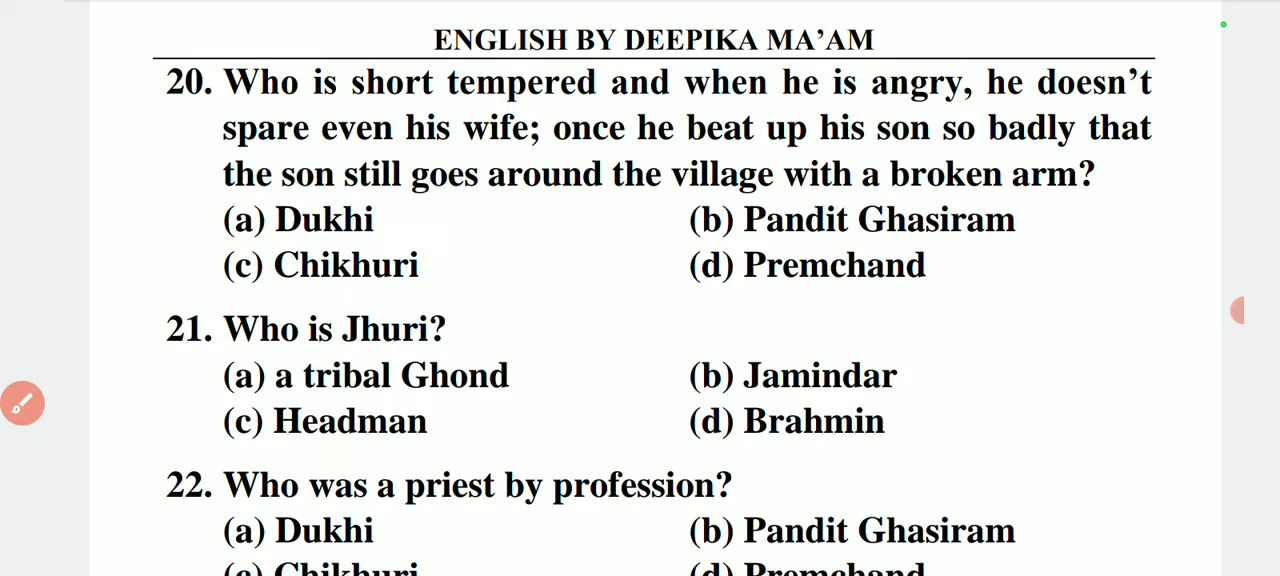 ENGLISH BY DEEPIKA MA’AM
20. Who is short tempered and when he is angry, he doesn’t
spare even his wife; once he beat up his son so badly that
the son still goes around the village with a broken arm?
(a) Dukhi (b) Pandit Ghasiram
(c) Chikhuri (d) Premchand
21. Who is Jhuri?
(a) a tribal Ghond (b) Jamindar
(c) Headman (d) Brahmin
22. Who was a priest by profession?
(a) Dukhi (b) Pandit Ghasiram
(c) Chikhuri (d) Premchand